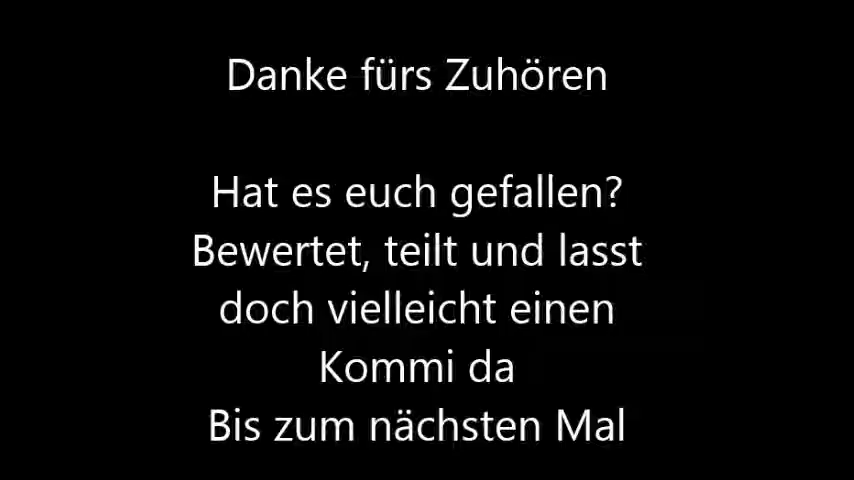 Danke fürs Zuhören
Hat es euch gefallen?
Bewertet, teilt und lasst
doch vielleicht einen
Kommi da
Bis zum nächsten Mal